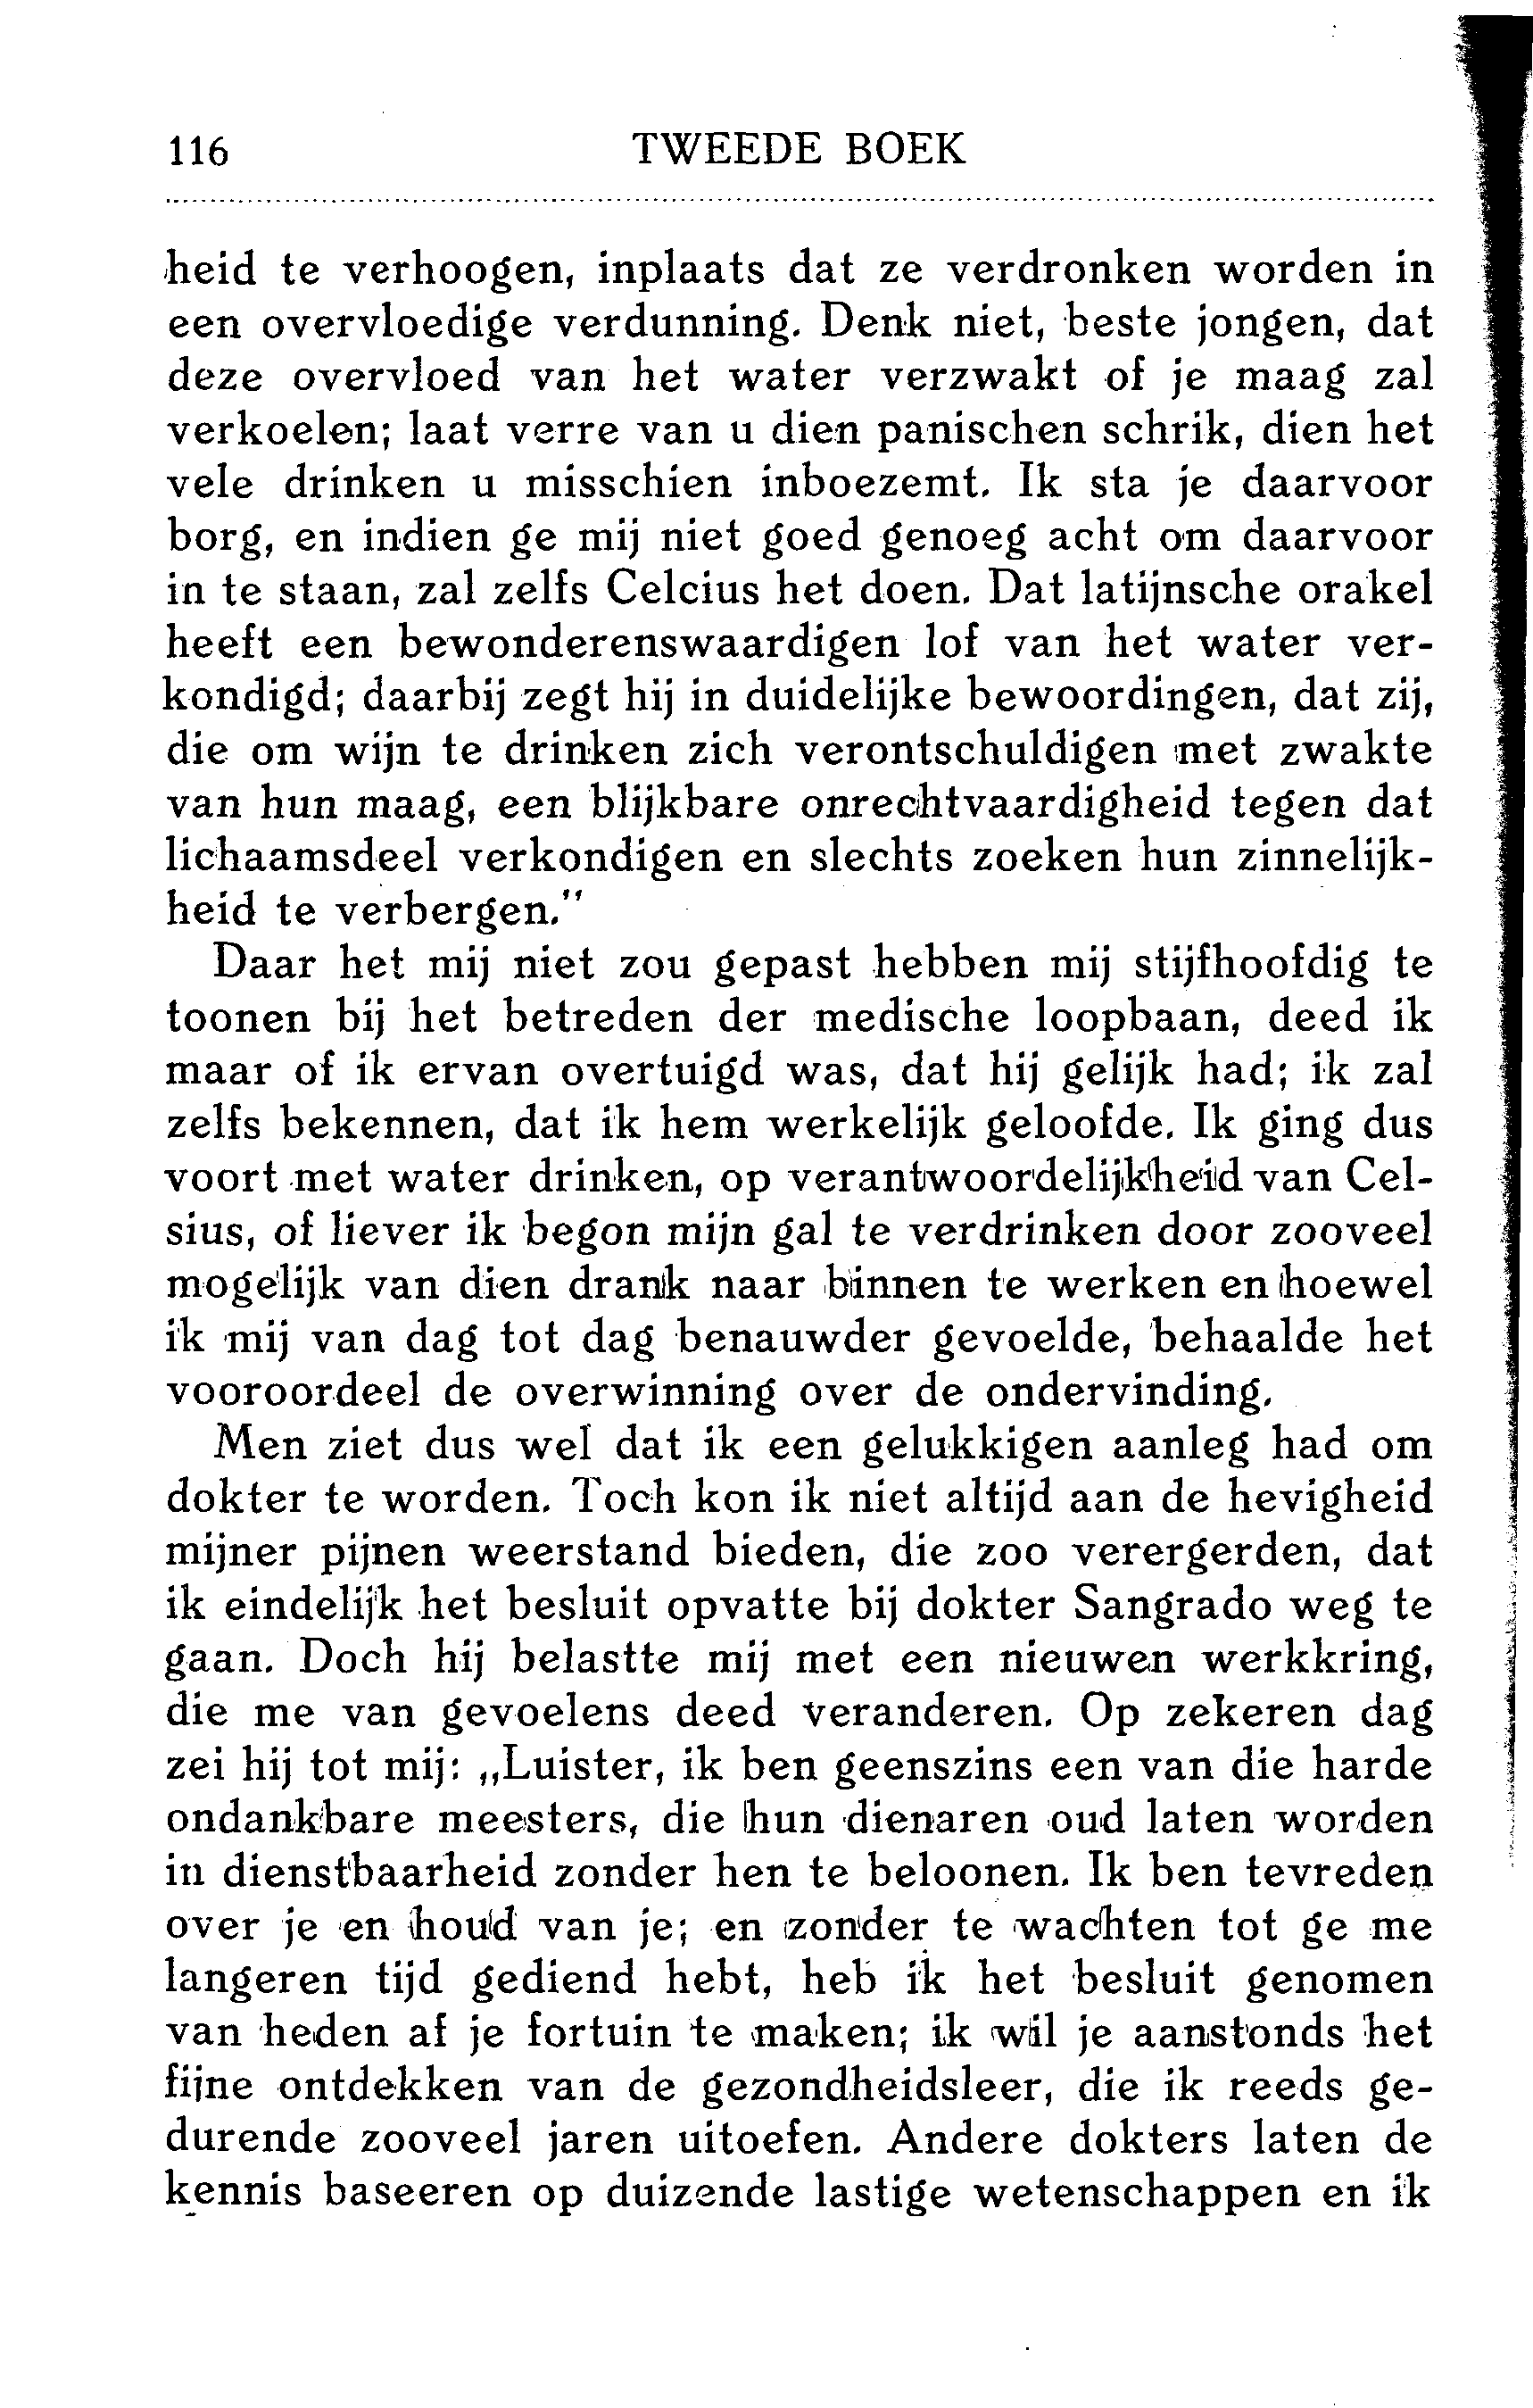 116 TWEEDE BOEK
heid te verhoogen, inplaats dat ze verdronken worden in
een overvloedige verdunning. Denk niet, beste jongen, dat
deze overvloed van het water verzwakt of je maag zal
verkoelen; laat verre van u dien panischen schrik, dien het
vele drinken u misschien inboezemt. Ik sta je daarvoor
borg, en indien ge mij niet goed genoeg acht om daarvoor
in te staan, zal zelfs Celcius het doen. Dat latijnsche orakel
heeft een bewonderenswaardigen lof van het water ver-
kondigd; daarbij zegt hij in duidelijke bewoordingen, dat zij,
die om wijn te drinken zich verontschuldigen met zwakte
van hun maag, een blijkbare onrechtvaardigheid tegen dat
lichaamsdeel verkondigen en slechts zoeken hun zinnelijk-
heid te verbergen."
Daar het mij niet zou gepast hebben mij stijfhoofdig te
toonen bij het betreden der medische loopbaan, deed ik
maar of ik ervan overtuigd was, dat hij gelijk had; ik zal
zelfs bekennen, dat ik hem werkelijk geloofde. Ik ging dus
voort met water drinken, op verantwoordelijkheid van Cel-
sius, of liever ik begon mijn gal te verdrinken door zooveel
mogelijk van dien drank naar binnen te werken en hoewel
ik mij van dag tot dag benauwder gevoelde, behaalde het
vooroordeel de overwinning over de ondervinding.
Men ziet dus wel dat ik een gelukkigen aanleg had om
dokter te worden. Toch kon ik niet altijd aan de hevigheid
mijner pijnen weerstand bieden, die zoo verergerden, dat
ik eindelijk het besluit opvatte bij dokter Sangrado weg te
gaan. Doch hij belastte mij met een nieuwen werkkring,
die me van gevoelens deed veranderen. Op zekeren dag
zei hij tot mij: „Luister, ik ben geenszins een van die harde
ondankbare meesters, die hun dienaren oud laten worden
in dienstbaarheid zonder hen te beloonen. Ik ben tevreden
over je en houd van je; en zonder te wachten tot ge me
langeren tijd gediend hebt, heb ik het besluit genomen
van heden af je fortuin te maken; ik wil je aanstonds het
fijne ontdekken van de gezondheidsleer, die ik reeds ge-
durende zooveel jaren uitoefen. Andere dokters laten de
kennis baseeren op duizende lastige wetenschappen en ik